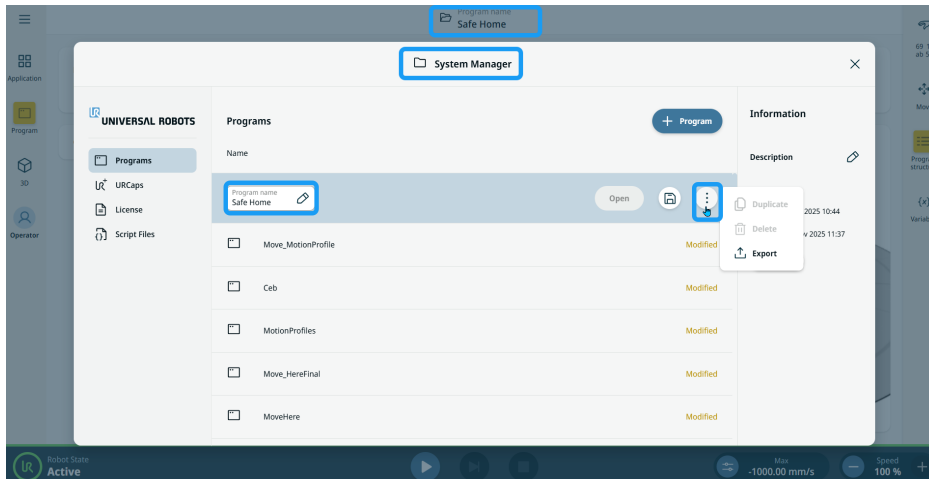 Program name
Safe Home
System Manager
Application
Program
3D
Operator
UNIVERSAL ROBOTS
Programs
URCaps
License
Script Files
Programs
+ Program
Name
Program name
Safe Home
Open
Move_MotionProfile
Modified
Ceb
Modified
MotionProfiles
Modified
Move_HereFinal
Modified
MoveHere
Modified
Information
Description
Duplicate
Delete
Export
2025 10:44
2025 11:37
Robot State
Active
Max
-1000.00 mm/s
Speed
100 %